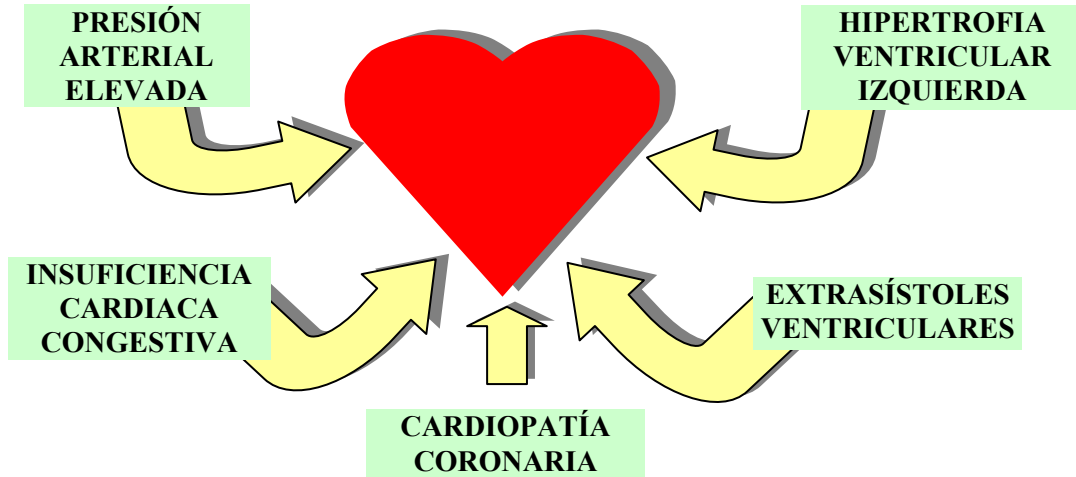 PRESIÓN
ARTERIAL
ELEVADA
HIPERTROFIA
VENTRICULAR
IZQUIERDA
INSUFICIENCIA
CARDIACA
CONGESTIVA
EXTRASÍSTOLES
VENTRICULARES
CARDIOPATÍA
CORONARIA